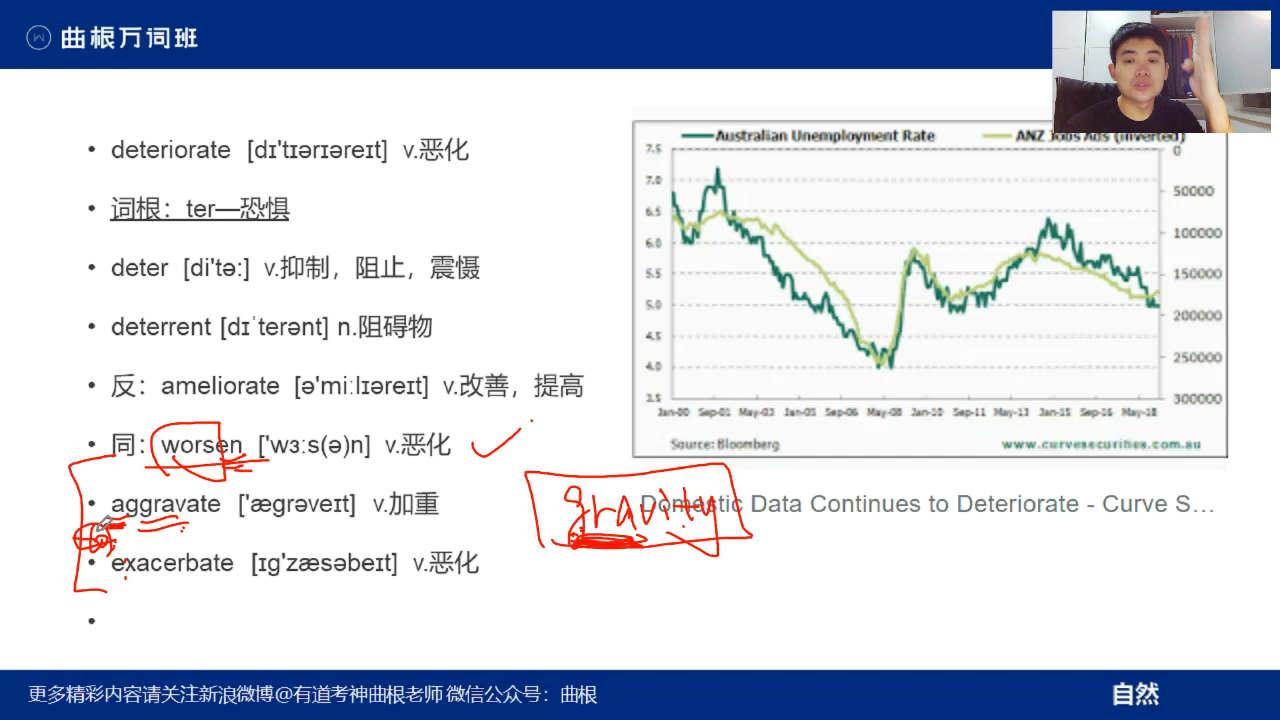 曲根万词班
deteriorate [dɪ'tɪərɪəreɪt] v.恶化
词根：ter—恐惧
deter [di'tə:] v.抑制，阻止，震慑
deterrent [dɪˈterənt] n.阻碍物
反：ameliorate [ə'miːlɪəreɪt] v.改善，提高
同：worsen ['wɜːs(ə)n] v.恶化
aggravate ['ægrəveɪt] v.加重
exacerbate [ɪg'zæsəbeɪt] v.恶化
Australian Unemployment Rate
ANZ Jobs Ads (Inverted)
7.5
7.0
6.5
6.0
5.5
5.0
4.5
4.0
3.5
0
50000
100000
150000
200000
250000
300000
Jan-00 Sep-01 May-03 Jan-05 Sep-06 May-08 Jan-10 Sep-11 May-13 Jan-15 Sep-16 May-18
Source: Bloomberg
www.curvesecurities.com.au
gravity
Domestic Data Continues to Deteriorate - Curve S...
更多精彩内容请关注新浪微博@有道考神曲根老师 微信公众号：曲根
自然